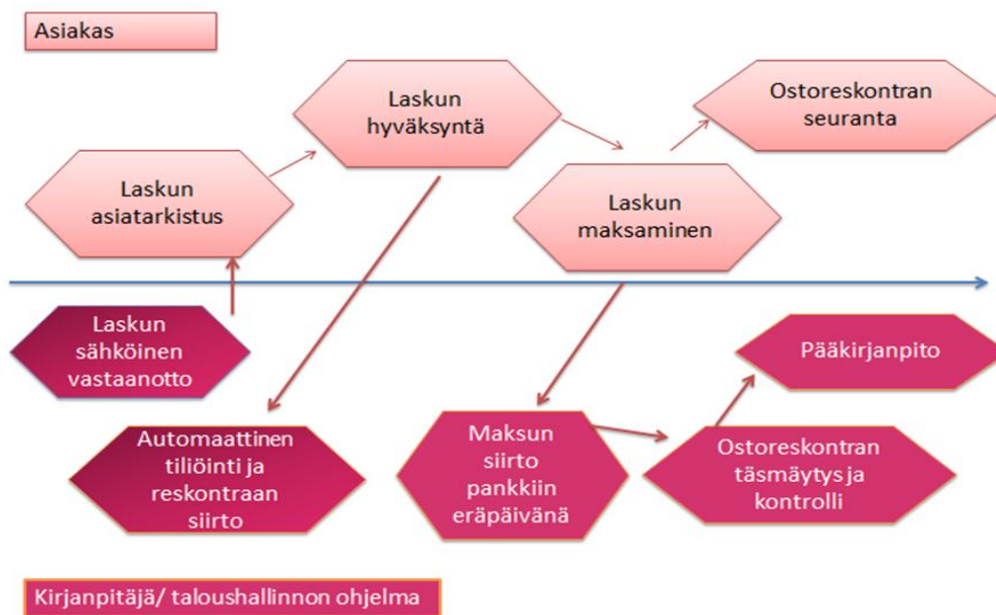 Asiakas
Laskun
hyväksyntä
Ostoreskontran
seuranta
Laskun
asiatarkistus
Laskun
maksaminen
Laskun
sähköinen
vastaanotto
Pääkirjanpito
Automaattinen
tiliöinti ja
reskontraan
siirto
Maksun
siirto
pankkiin
eräpäivänä
Ostoreskontran
täsmäytys ja
kontrolli
Kirjanpitäjä/ taloushallinnon ohjelma